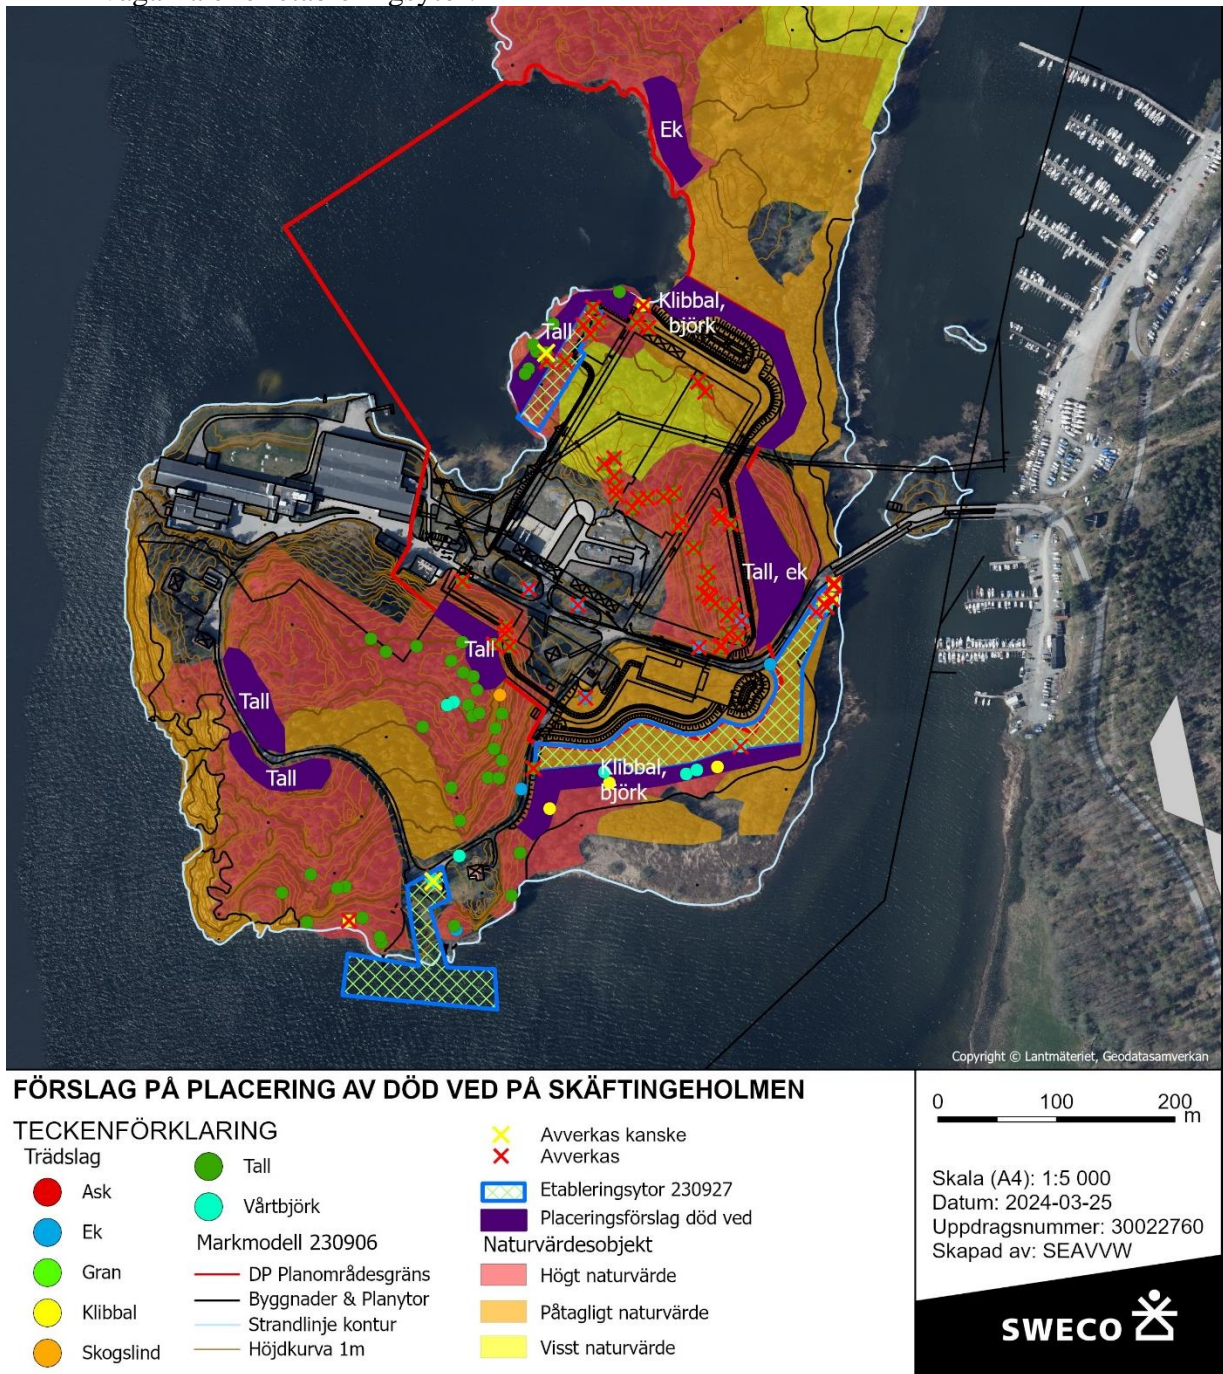 Ek
Klibbal,
björk
Tall
Tall, ek
Tall
Tall
Tall
Klibbal,
björk
Copyright © Lantmäteriet, Geodatasamverkan
FÖRSLAG PÅ PLACERING AV DÖD VED PÅ SKÄFTINGEHOLMEN
TECKENFÖRKLARING
Trädslag
Ask
Ek
Gran
Klibbal
Skogslind
Tall
Vårtbjörk
Markmodell 230906
DP Planområdesgräns
Byggnader & Planytor
Strandlinje kontur
Höjdkurva 1m
Avverkas kanske
Avverkas
Etableringsytor 230927
Placeringsförslag död ved
Naturvärdesobjekt
Högt naturvärde
Påtagligt naturvärde
Visst naturvärde
0 100 200
m
Skala (A4): 1:5 000
Datum: 2024-03-25
Uppdragsnummer: 30022760
Skapad av: SEAVVW
SWECO